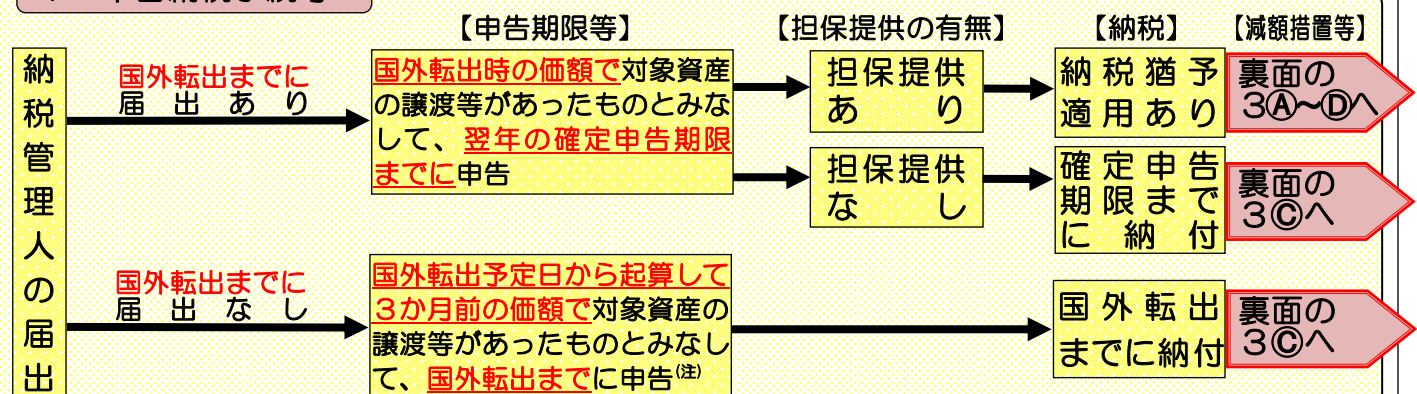 【申告期限等】
【担保提供の有無】
【納税】
【減額措置等】
納税管理人の届出
国外転出までに
届出あり
国外転出時の価額で対象資産
の譲渡等があったものとみな
して、翌年の確定申告期限
までに申告
担保提供
あり
納税猶予
適用あり
裏面の
3Ⓐ～Ⓓへ
担保提供
なし
確定申告
期限まで
に納付
裏面の
3Ⓒへ
国外転出までに
届出なし
国外転出予定日から起算して
３か月前の価額で対象資産の
譲渡等があったものとみなし
て、国外転出までに申告(注)
国外転出
までに納付
裏面の
3Ⓒへ